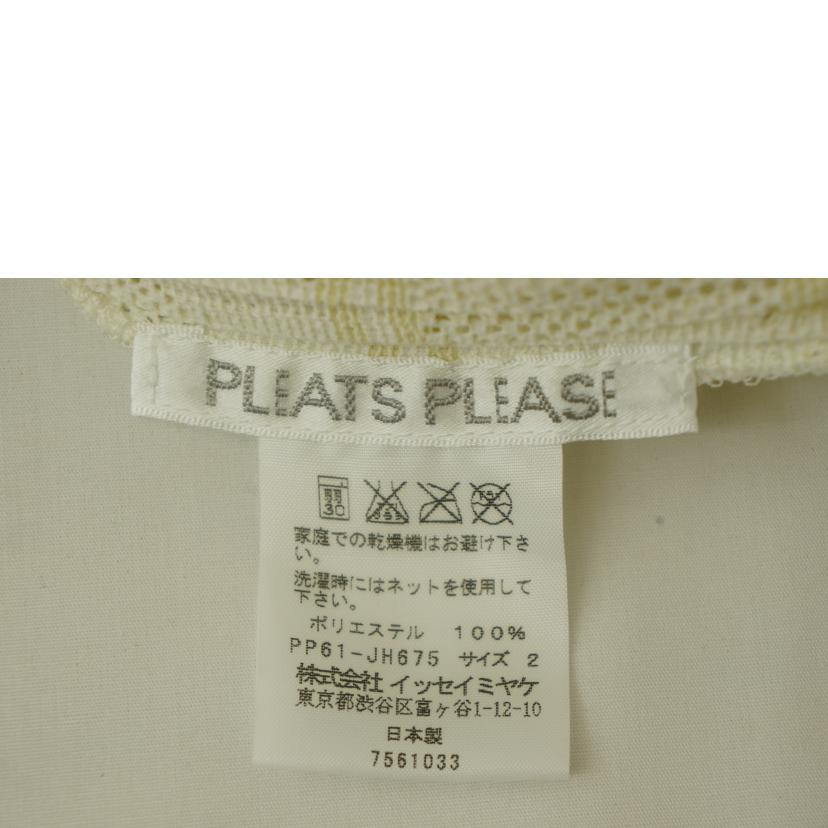 PLEATS PLEASE
弱
30
家庭での乾燥機はお避け下さ
い。
洗濯時にはネットを使用して
下さい。
ポリエステル 100%
PP61-JH675 サイズ 2
株式会社 イッセイミヤケ
東京都渋谷区富ヶ谷1-12-10
日本製
7561033